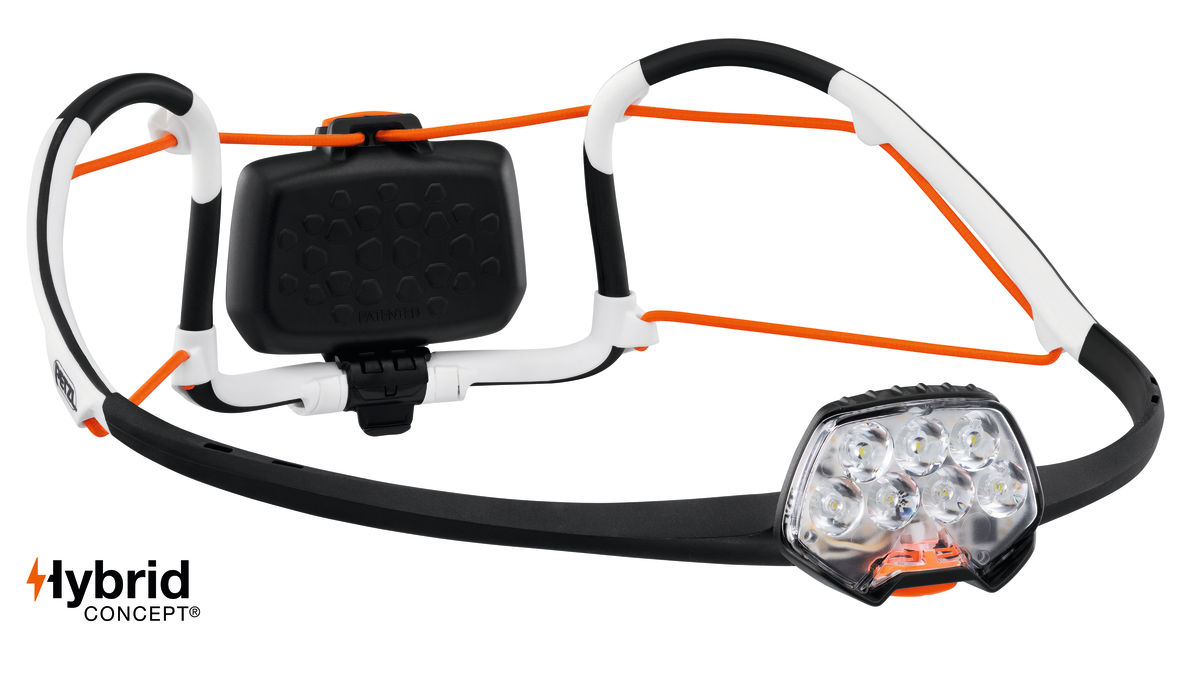 PETZL
PATENTED
Hybrid
CONCEPT®